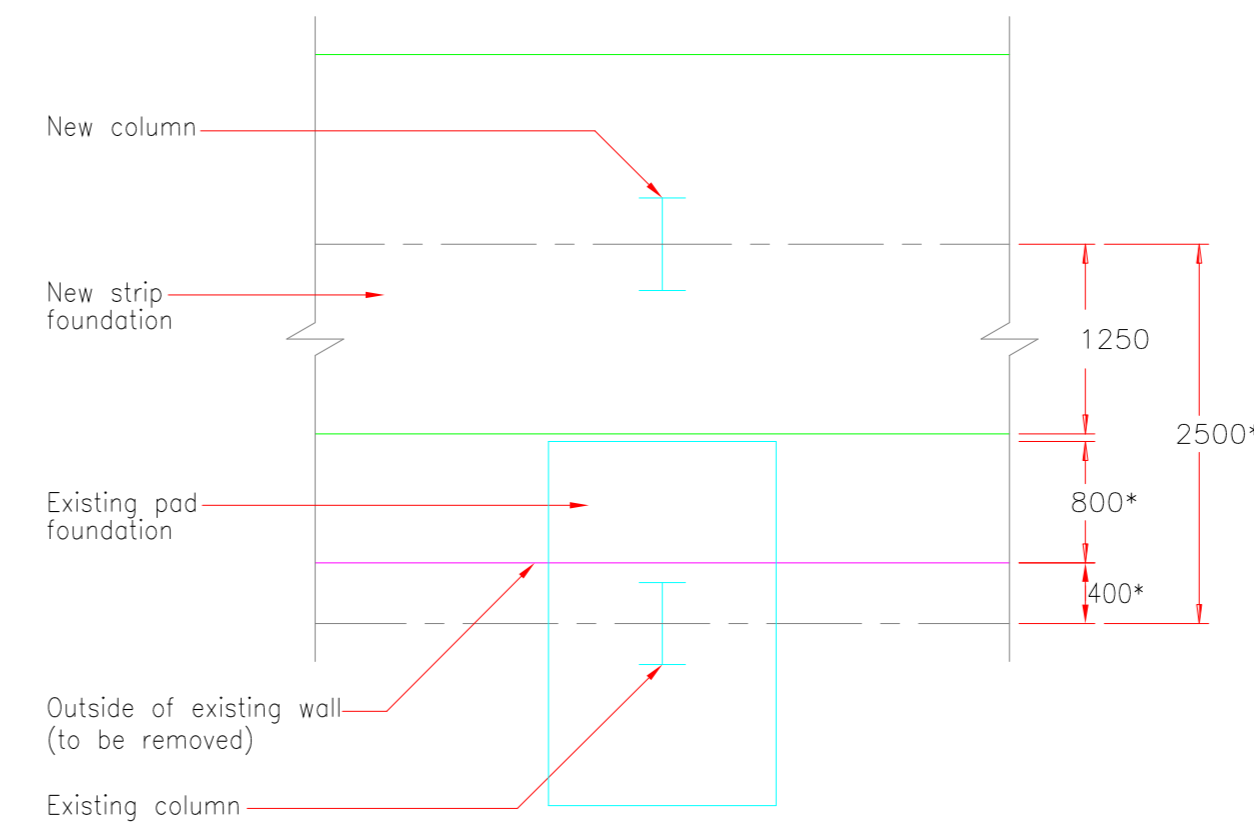 New column
New strip
foundation
1250
2500*
Existing pad
foundation
800*
400*
Outside of existing wall
(to be removed)
Existing column